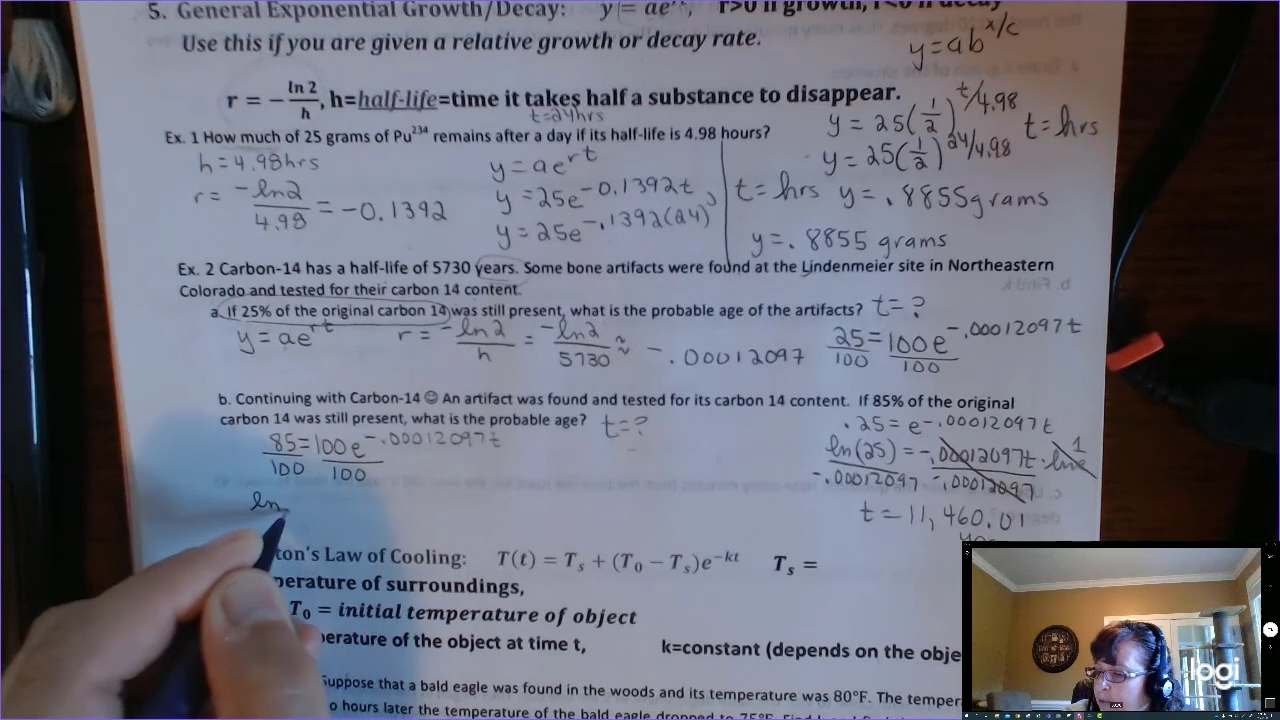 5. General Exponential Growth/Decay: y = ae
Use this if you are given a relative growth or decay rate.
y=ab^x/c
r = − ln 2 / h, h=half-life=time it takes half a substance to disappear.
t=24hrs
Ex. 1 How much of 25 grams of Pu²³⁴ remains after a day if its half-life is 4.98 hours?
h=4.98hrs
r= -ln2 / 4.98 = -0.1392
y=ae^rt
y=25e^-0.1392t
y=25e^-.1392(24)
t=hrs
y=.8855 grams
y=25(1/2)^t/4.98 t=hrs
y=25(1/2)^24/4.98
y=.8855grams
Ex. 2 Carbon-14 has a half-life of 5730 years. Some bone artifacts were found at the Lindenmeier site in Northeastern
Colorado and tested for their carbon 14 content.
a. If 25% of the original carbon 14 was still present, what is the probable age of the artifacts? t=?
y=ae^rt r= -ln2 / h = -ln2 / 5730 ≈ -.00012097
25/100 = 100e^-.00012097t / 100
.25=e^-.00012097t
ln(25) / -.00012097 = -.00012097t·lne / -.00012097 1
t=11,460.01
b. Continuing with Carbon-14 ☺ An artifact was found and tested for its carbon 14 content. If 85% of the original
carbon 14 was still present, what is the probable age? t=?
85/100 = 100e^-.00012097t / 100
ln
ton's Law of Cooling: T(t) = Tₛ + (T₀ − Tₛ)e^−kt Tₛ =
perature of surroundings,
T₀ = initial temperature of object
perature of the object at time t, k=constant (depends on the obje
uppose that a bald eagle was found in the woods and its temperature was 80°F. The temper
o hours later the temperature of the bald eagle dropped to 75°F.
logi